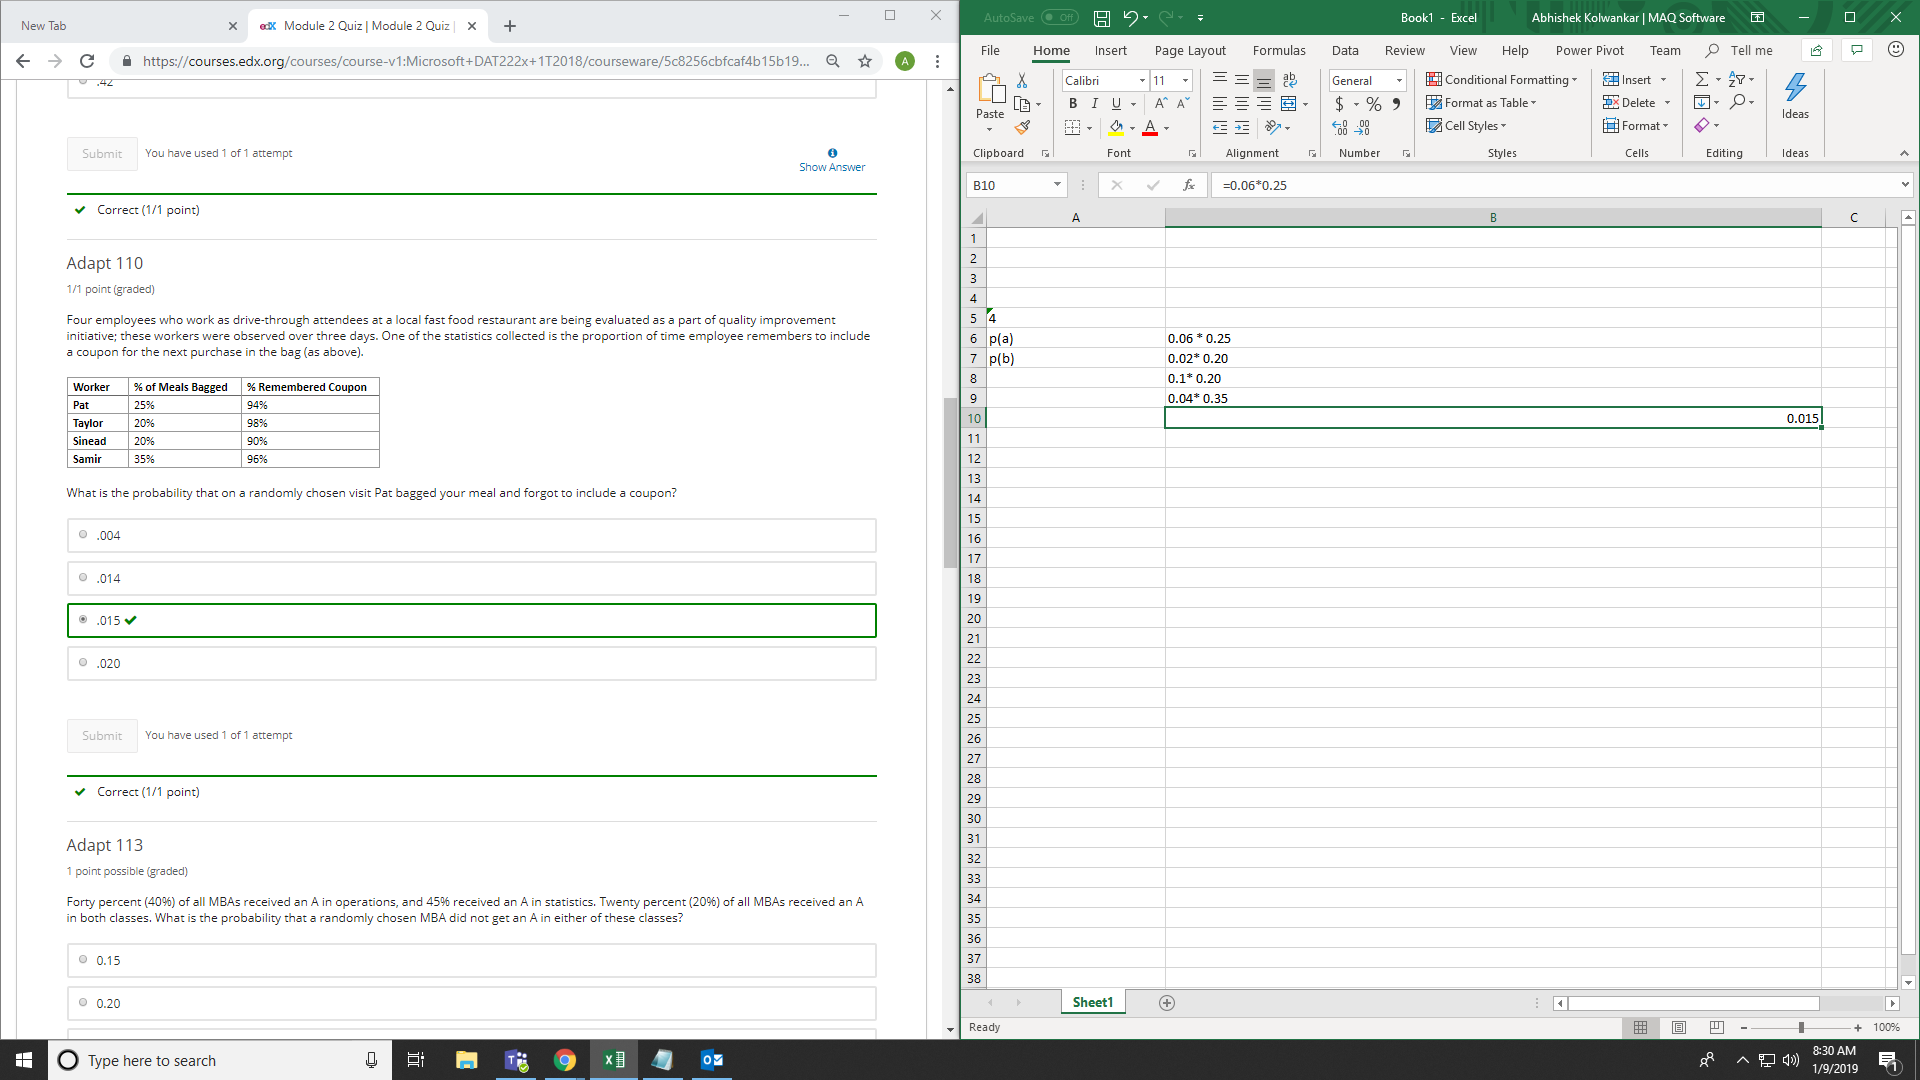 New Tab
edX Module 2 Quiz | Module 2 Quiz |
https://courses.edx.org/courses/course-v1:Microsoft+DAT222x+1T2018/courseware/5c8256cbfcaf4b15b19...
A
.42
Submit
You have used 1 of 1 attempt
Show Answer
Correct (1/1 point)
Adapt 110
1/1 point (graded)
Four employees who work as drive-through attendees at a local fast food restaurant are being evaluated as a part of quality improvement
initiative; these workers were observed over three days. One of the statistics collected is the proportion of time employee remembers to include
a coupon for the next purchase in the bag (as above).
Worker % of Meals Bagged % Remembered Coupon
Pat 25% 94%
Taylor 20% 98%
Sinead 20% 90%
Samir 35% 96%
What is the probability that on a randomly chosen visit Pat bagged your meal and forgot to include a coupon?
.004
.014
.015
.020
Submit
You have used 1 of 1 attempt
Correct (1/1 point)
Adapt 113
1 point possible (graded)
Forty percent (40%) of all MBAs received an A in operations, and 45% received an A in statistics. Twenty percent (20%) of all MBAs received an A
in both classes. What is the probability that a randomly chosen MBA did not get an A in either of these classes?
0.15
0.20
AutoSave Off
Book1 - Excel
Abhishek Kolwankar | MAQ Software
File Home Insert Page Layout Formulas Data Review View Help Power Pivot Team Tell me
Paste
Clipboard
Calibri 11
B I U A A
A
Font
ab
Alignment
General
$ % ,
.00 .00
Number
Conditional Formatting
Format as Table
Cell Styles
Styles
Insert
Delete
Format
Cells
Editing
Ideas
Ideas
B10
fx
=0.06*0.25
A B C
1
2
3
4
5 4
6 p(a) 0.06 * 0.25
7 p(b) 0.02* 0.20
8 0.1* 0.20
9 0.04* 0.35
10 0.015
11
12
13
14
15
16
17
18
19
20
21
22
23
24
25
26
27
28
29
30
31
32
33
34
35
36
37
38
Sheet1
Ready
100%
Type here to search
8:30 AM
1/9/2019
1